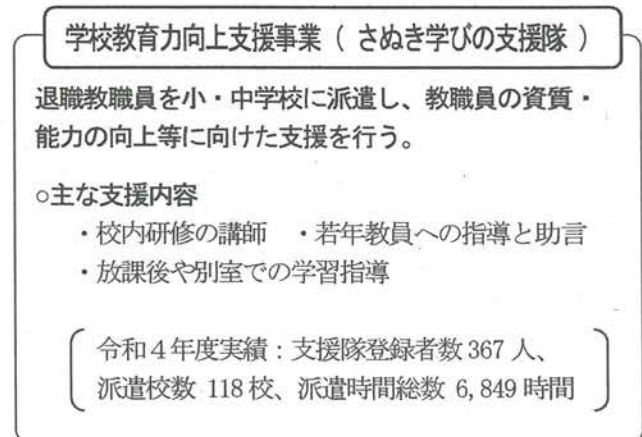 学校教育力向上支援事業（ さぬき学びの支援隊 ）
退職教職員を小・中学校に派遣し、教職員の資質・
能力の向上等に向けた支援を行う。
○主な支援内容
・校内研修の講師　・若年教員への指導と助言
・放課後や別室での学習指導
令和４年度実績：支援隊登録者数 367 人、
派遣校数 118 校、派遣時間総数 6,849 時間